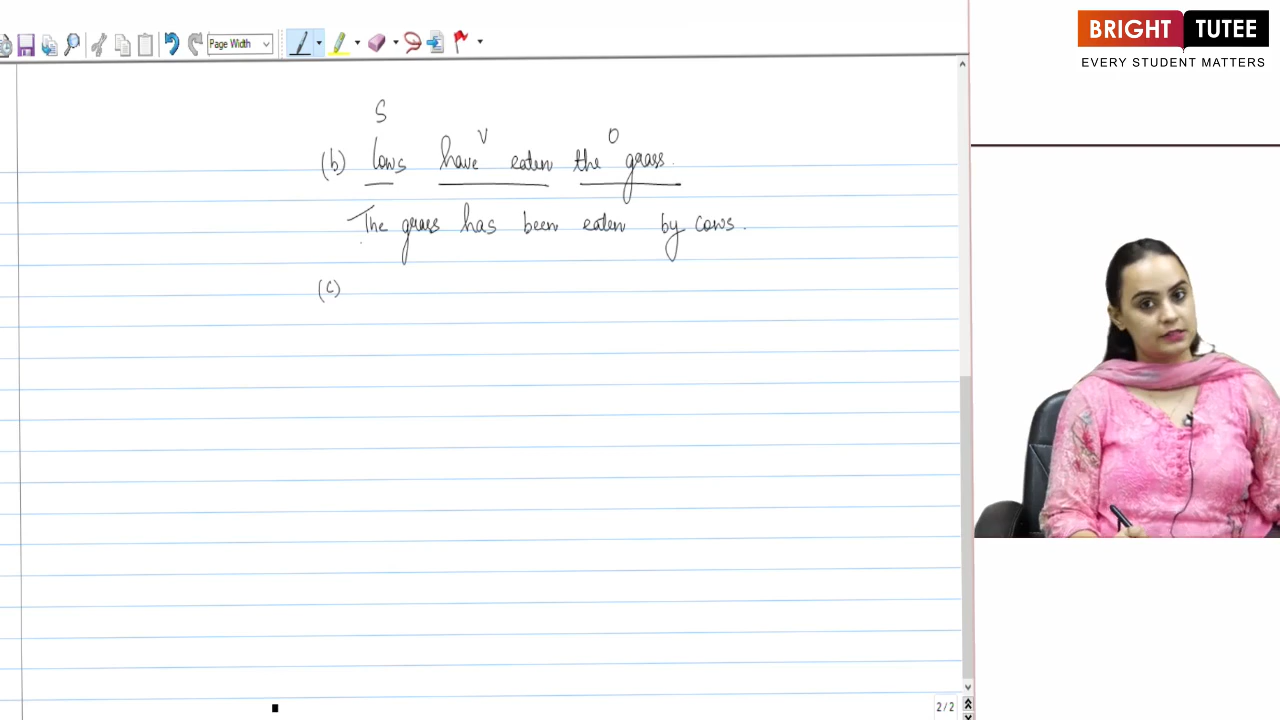 Page Width
BRIGHT TUTEE
EVERY STUDENT MATTERS
S
V
O
(b) Cows have eaten the grass.
The grass has been eaten by cows.
(c)
2/2